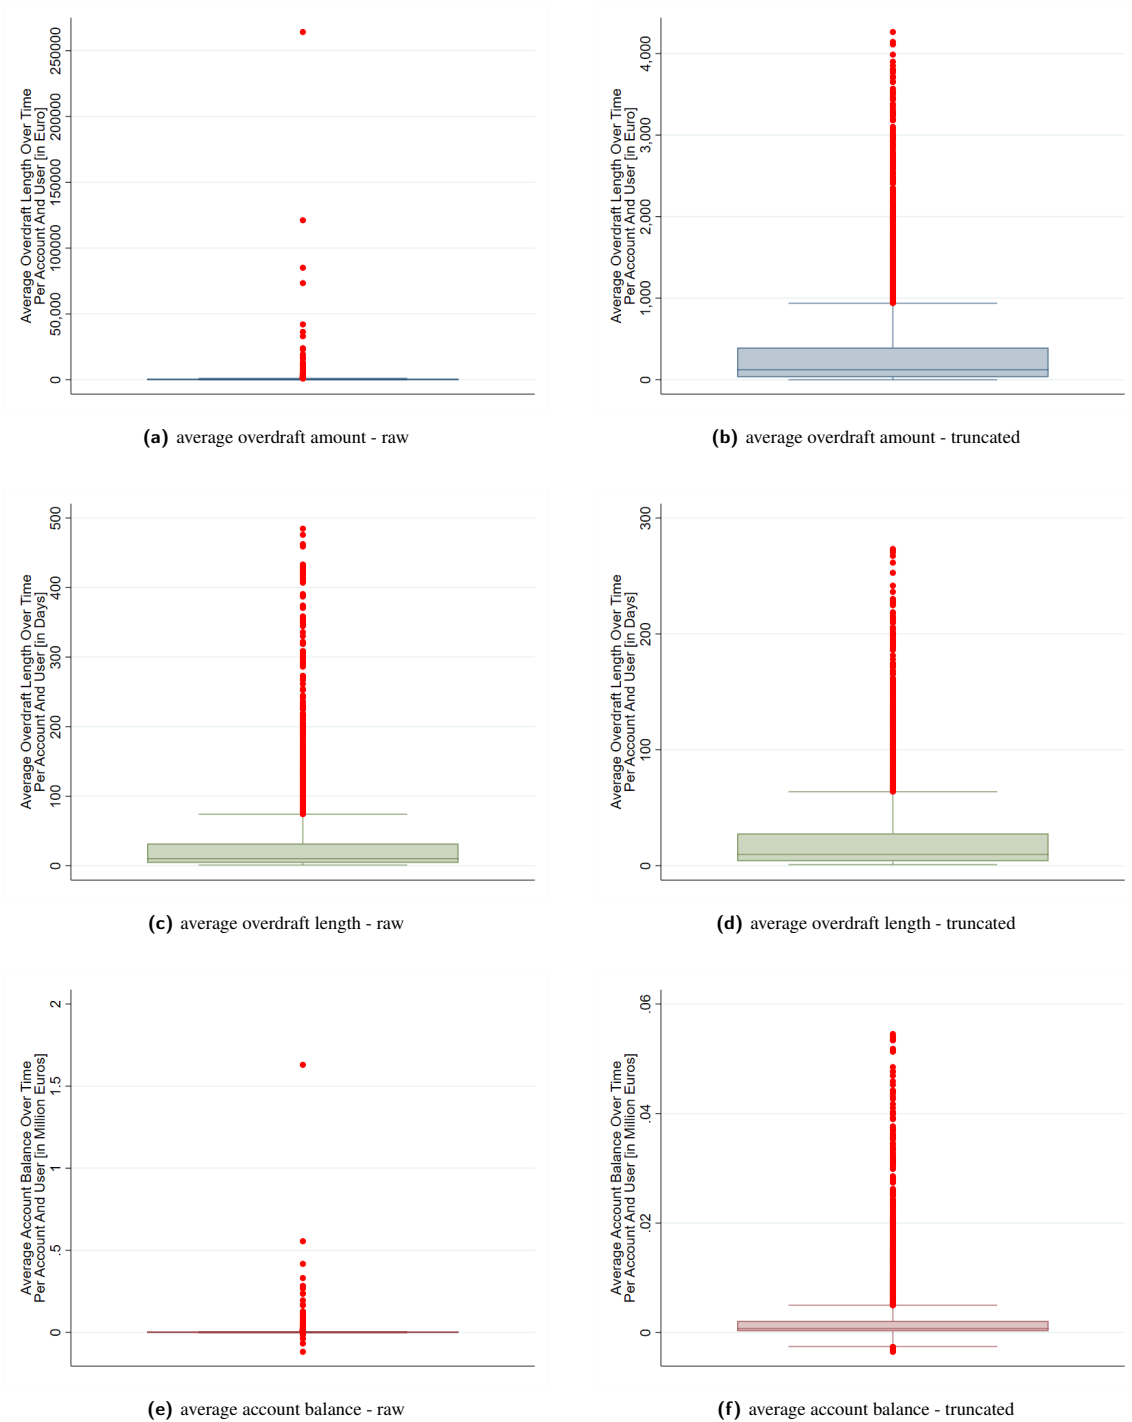 Average Overdraft Length Over Time
Per Account And User [in Euro]
250000
200000
150000
100000
50,000
0
(a) average overdraft amount - raw
Average Overdraft Length Over Time
Per Account And User [in Euro]
4,000
3,000
2,000
1,000
0
(b) average overdraft amount - truncated
Average Overdraft Length Over Time
Per Account And User [in Days]
500
400
300
200
100
0
(c) average overdraft length - raw
Average Overdraft Length Over Time
Per Account And User [in Days]
300
200
100
0
(d) average overdraft length - truncated
Average Account Balance Over Time
Per Account And User [in Million Euros]
2
1.5
1
.5
0
(e) average account balance - raw
Average Account Balance Over Time
Per Account And User [in Million Euros]
.06
.04
.02
0
(f) average account balance - truncated